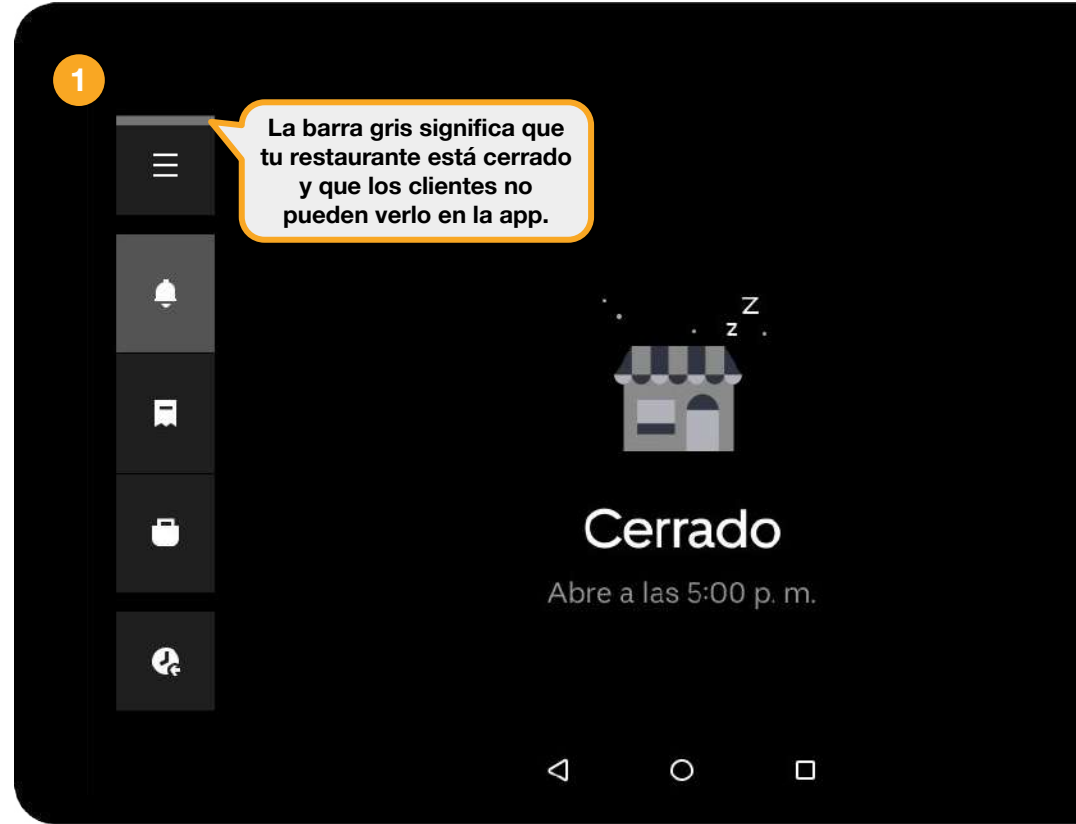 1
La barra gris significa que
tu restaurante está cerrado
y que los clientes no
pueden verlo en la app.
Z
z
Cerrado
Abre a las 5:00 p. m.